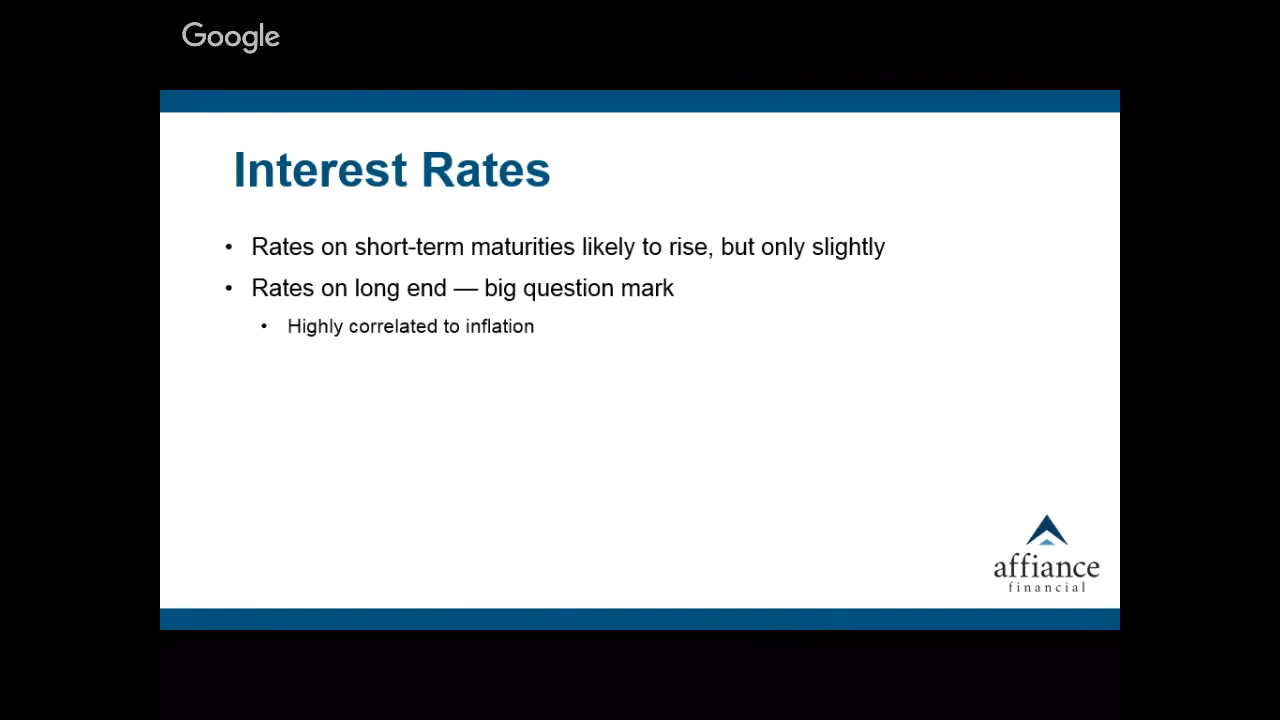 Google
Interest Rates
• Rates on short-term maturities likely to rise, but only slightly
• Rates on long end — big question mark
• Highly correlated to inflation
affiance
financial